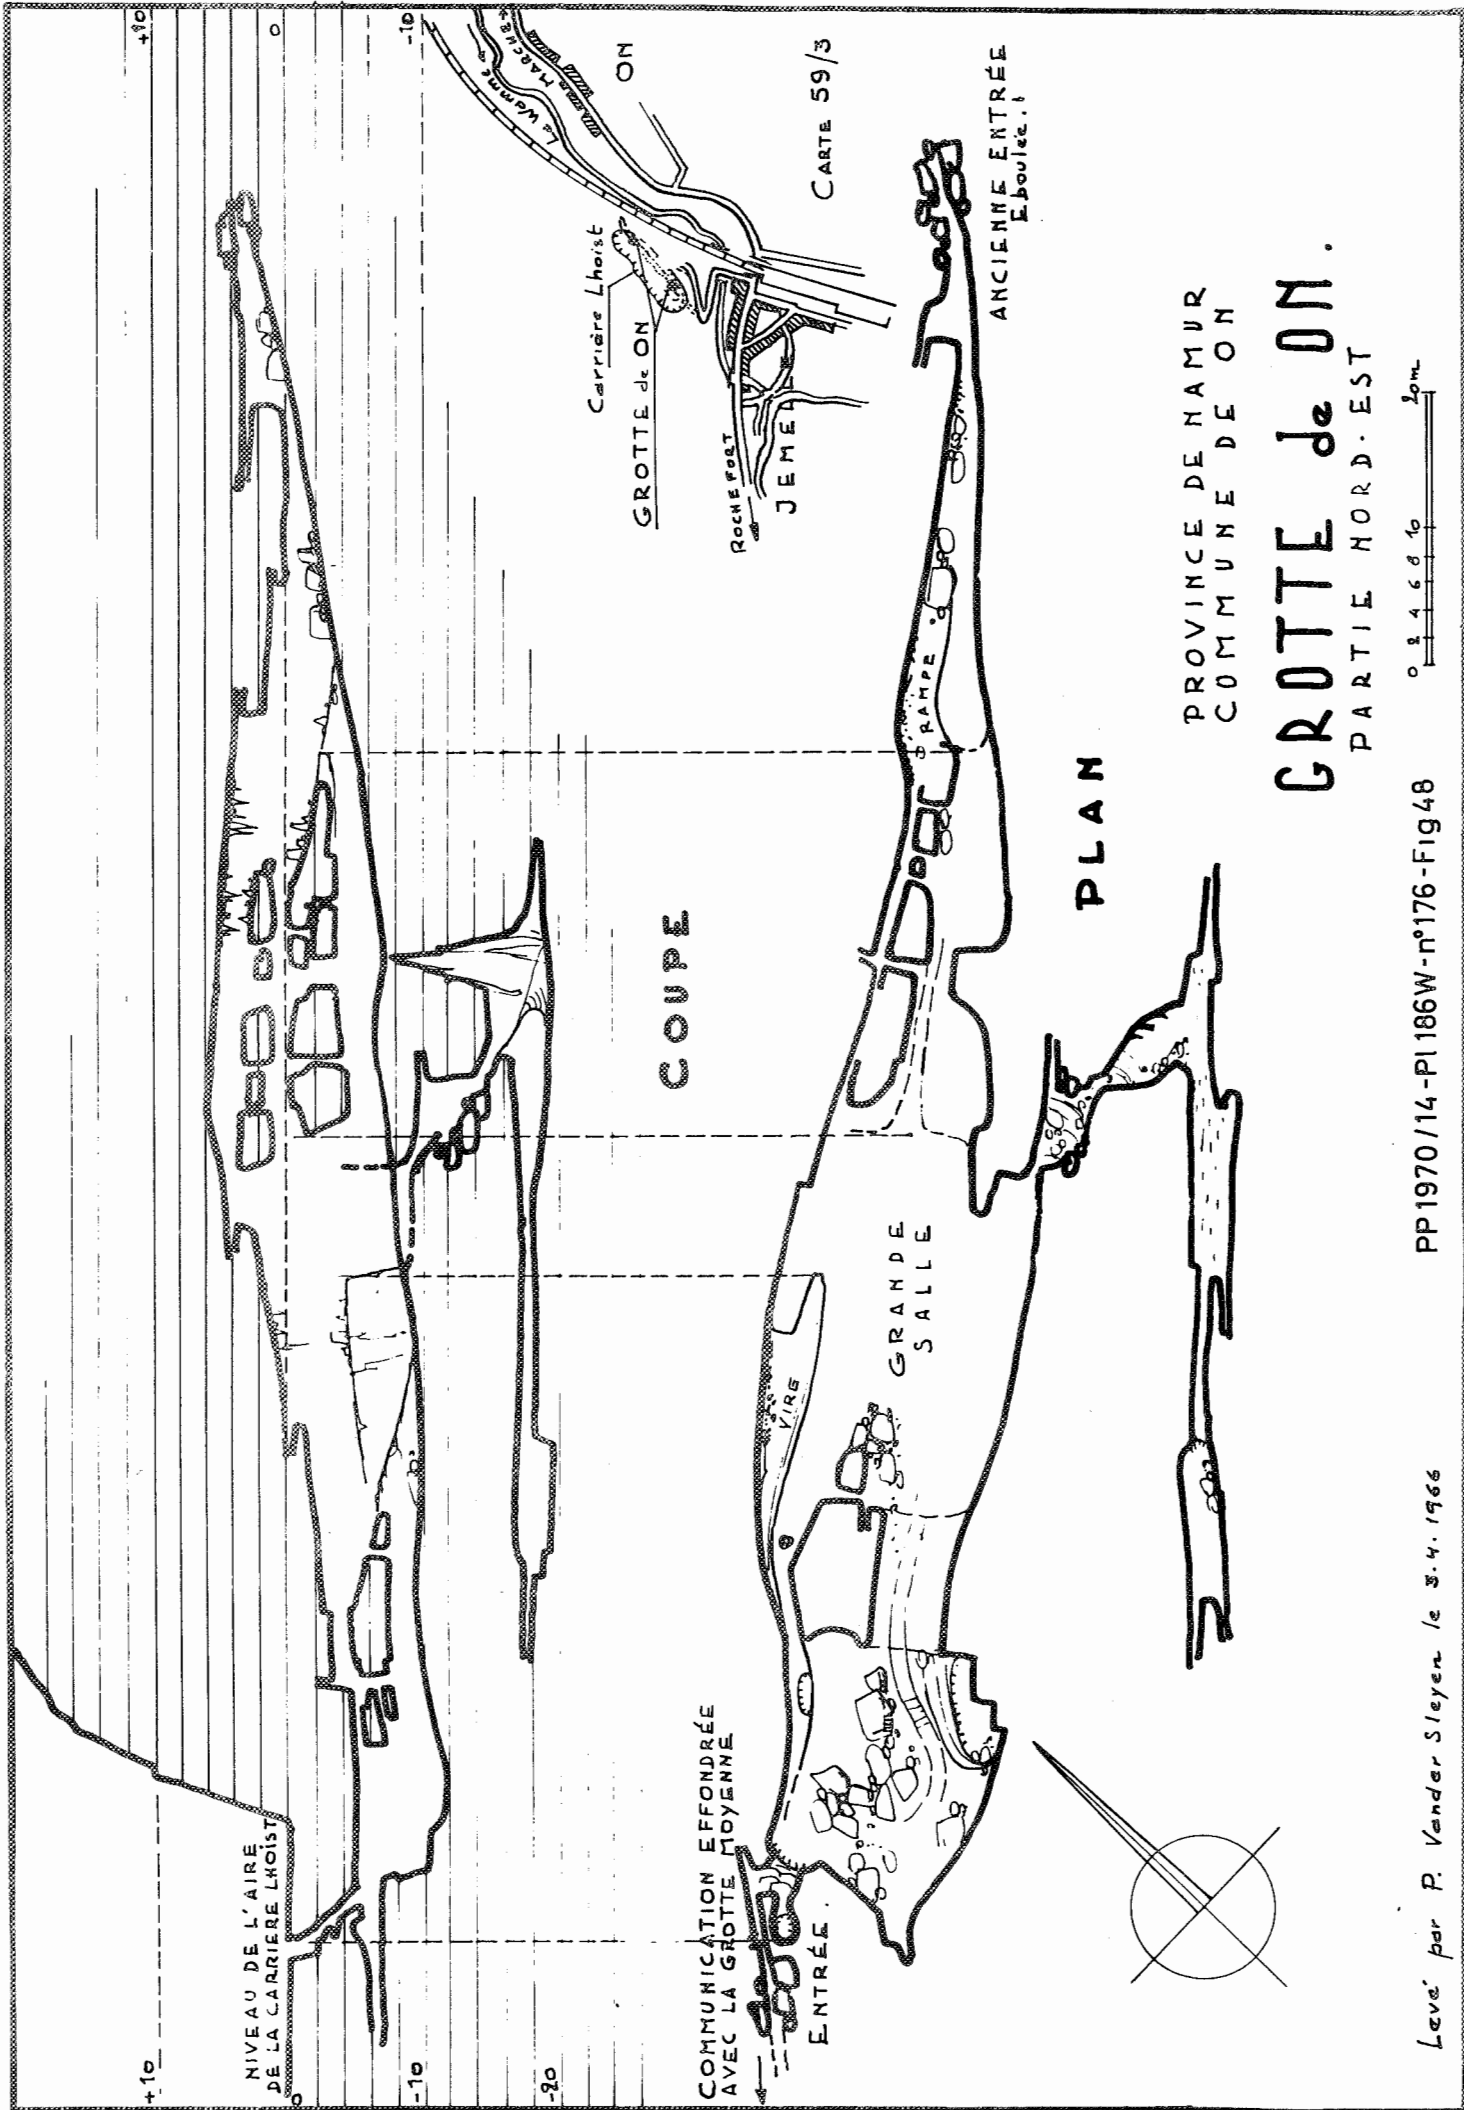 +10
0
-10
+10
0
-10
-20
NIVEAU DE L'AIRE
DE LA CARRIERE LHOIST
COUPE
La Wamme
MARCHE
ON
CARTE 59/3
Carrière Lhoist
GROTTE de ON
ROCHEFORT
JEMELLE
COMMUNICATION EFFONDRÉE
AVEC LA GROTTE MOYENNE
ENTRÉE.
VIRE
GRANDE
SALLE
RAMPE
ANCIENNE ENTRÉE
Eboulée.!
PLAN
PROVINCE DE NAMUR
COMMUNE DE ON
GROTTE de ON.
PARTIE NORD-EST
0 2 4 6 8 10 20m
PP1970/14-Pl186W-n°176-Fig48
Levé par P. Vander Sleyen le 3.4.1966